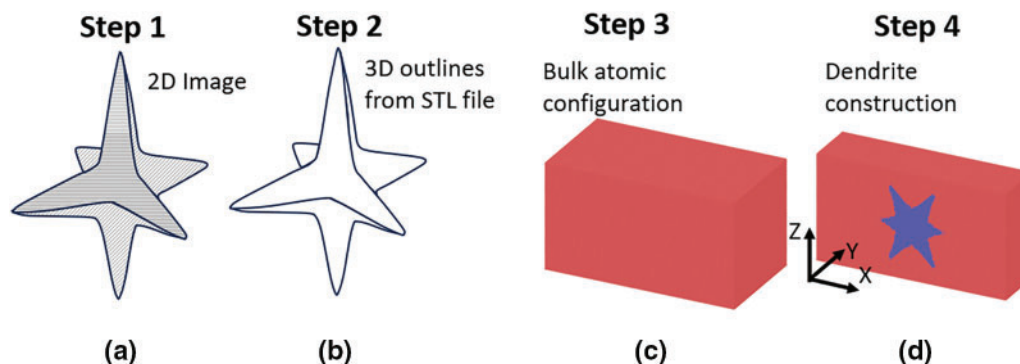 Step 1
2D Image
(a)
Step 2
3D outlines
from STL file
(b)
Step 3
Bulk atomic
configuration
(c)
Step 4
Dendrite
construction
Z
Y
X
(d)